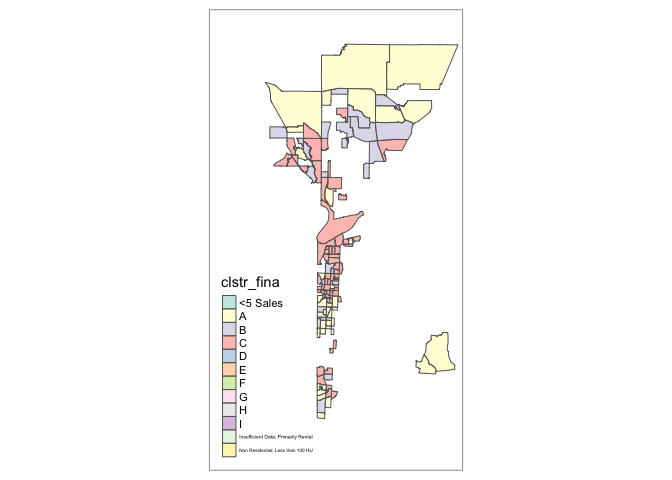 clstr_fina
<5 Sales
A
B
C
D
E
F
G
H
I
Insufficient Data; Primarily Rental
Non Residential; Less than 100 HU